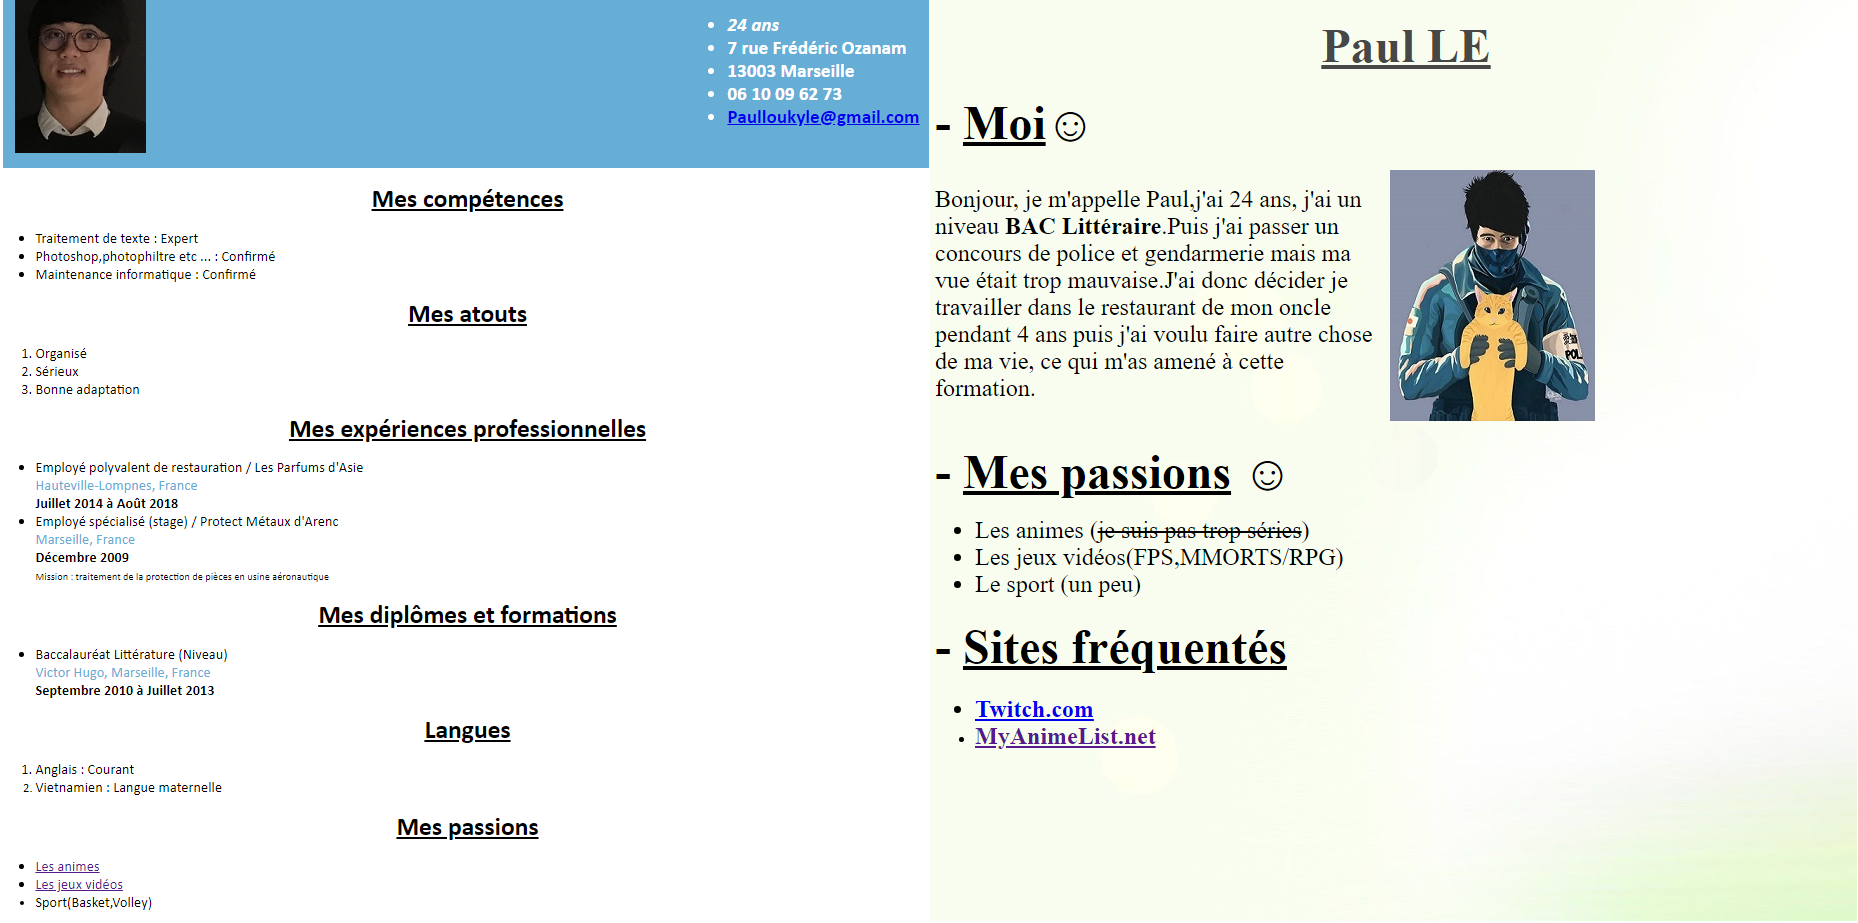 24 ans
7 rue Frédéric Ozanam
13003 Marseille
06 10 09 62 73
Paulloukyle@gmail.com
Mes compétences
Traitement de texte : Expert
Photoshop,photophiltre etc ... : Confirmé
Maintenance informatique : Confirmé
Mes atouts
1. Organisé
2. Sérieux
3. Bonne adaptation
Mes expériences professionnelles
Employé polyvalent de restauration / Les Parfums d'Asie
Hauteville-Lompnes, France
Juillet 2014 à Août 2018
Employé spécialisé (stage) / Protect Métaux d'Arenc
Marseille, France
Décembre 2009
Mission : traitement de la protection de pièces en usine aéronautique
Mes diplômes et formations
Baccalauréat Littérature (Niveau)
Victor Hugo, Marseille, France
Septembre 2010 à Juillet 2013
Langues
1. Anglais : Courant
2. Vietnamien : Langue maternelle
Mes passions
Les animes
Les jeux vidéos
Sport(Basket,Volley)
Paul LE
- Moi☺
Bonjour, je m'appelle Paul,j'ai 24 ans, j'ai un
niveau BAC Littéraire.Puis j'ai passer un
concours de police et gendarmerie mais ma
vue était trop mauvaise.J'ai donc décider je
travailler dans le restaurant de mon oncle
pendant 4 ans puis j'ai voulu faire autre chose
de ma vie, ce qui m'as amené à cette
formation.
POL
- Mes passions ☺
Les animes (je suis pas trop séries)
Les jeux vidéos(FPS,MMORTS/RPG)
Le sport (un peu)
- Sites fréquentés
Twitch.com
MyAnimeList.net